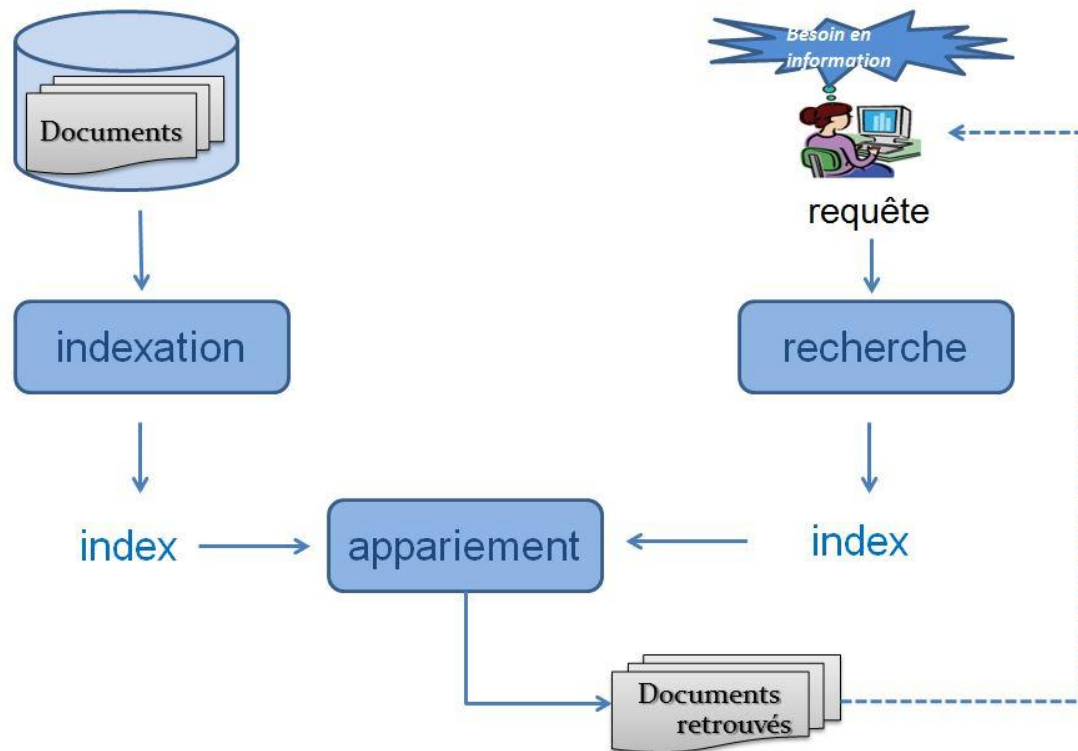 Documents
Besoin en
information
requête
indexation
recherche
index
appariement
index
Documents
retrouvés